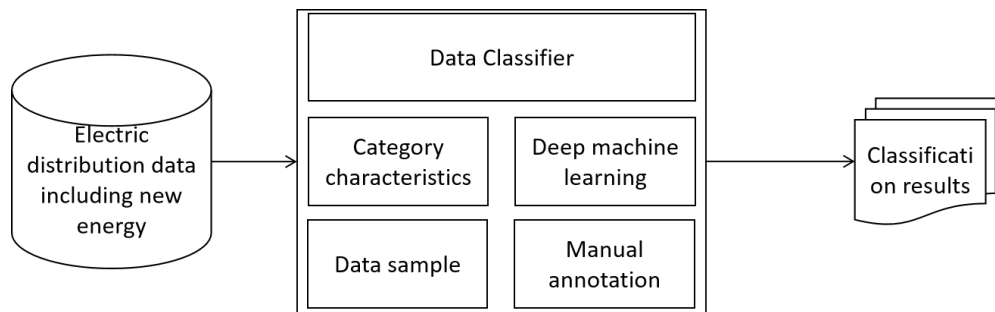 Electric
distribution data
including new
energy
Data Classifier
Category
characteristics
Deep machine
learning
Data sample
Manual
annotation
Classificati
on results